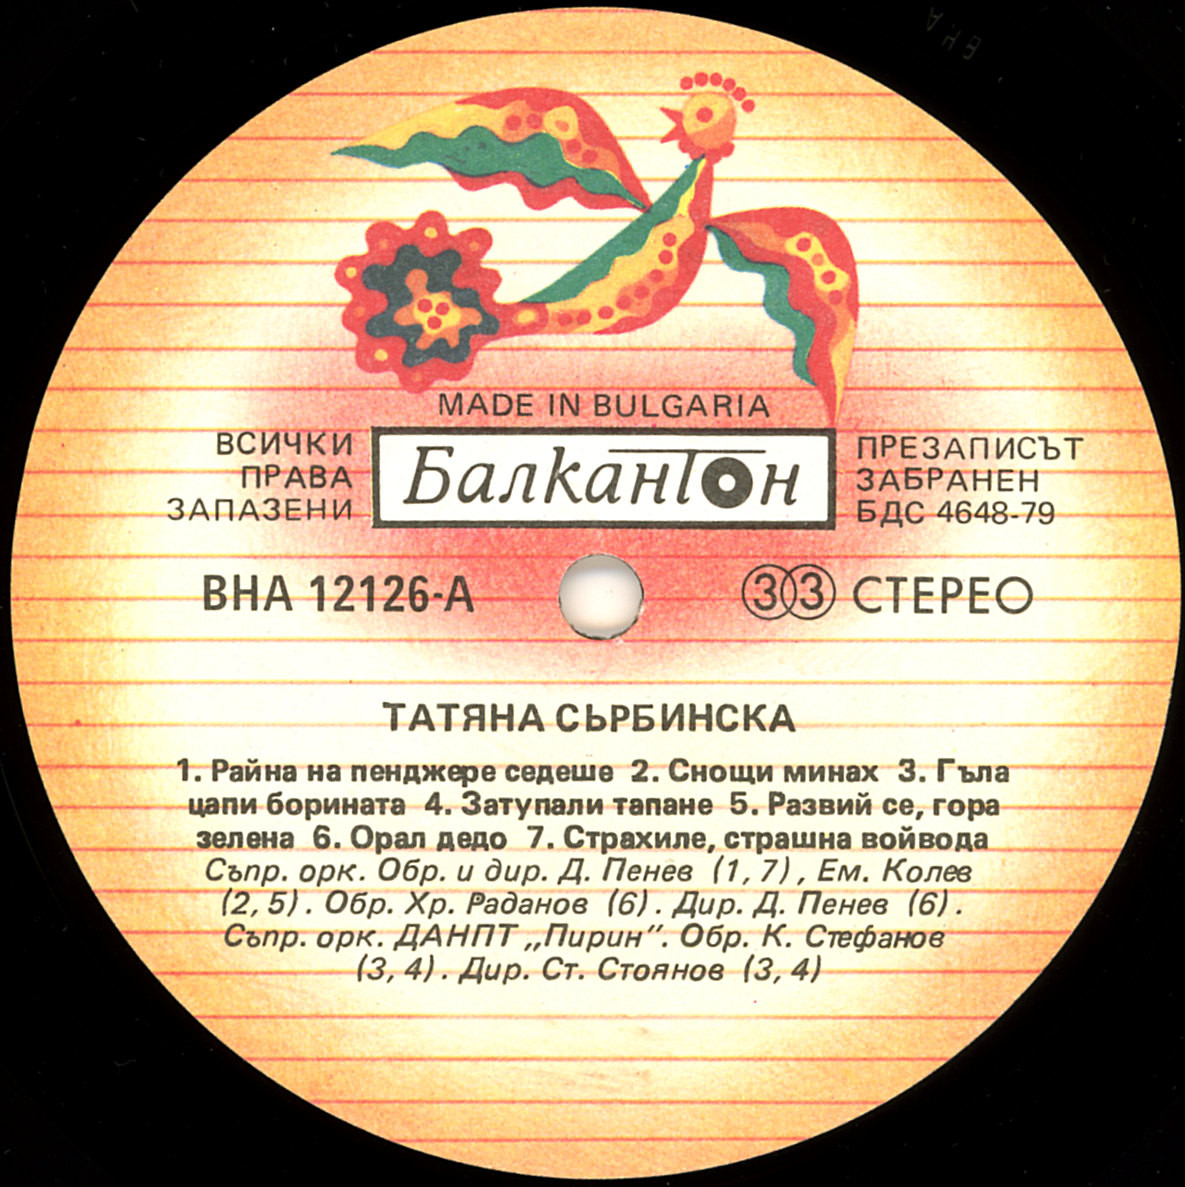 MADE IN BULGARIA
ВСИЧКИ
ПРАВА
ЗАПАЗЕНИ
Балкантон
ПРЕЗАПИСЪТ
ЗАБРАНЕН
БДС 4648-79
ВНА 12126-А
33 СТЕРЕО
ТАТЯНА СЪРБИНСКА
1. Райна на пенджере седеше 2. Снощи минах 3. Гъла
цапи борината 4. Затупали тапане 5. Развий се, гора
зелена 6. Орал дедо 7. Страхиле, страшна войвода
Съпр. орк. Обр. и дир. Д. Пенев (1, 7), Ем. Колев
(2, 5). Обр. Хр. Раданов (6). Дир. Д. Пенев (6).
Съпр. орк. ДАНПТ „Пирин“. Обр. К. Стефанов
(3, 4). Дир. Ст. Стоянов (3, 4)